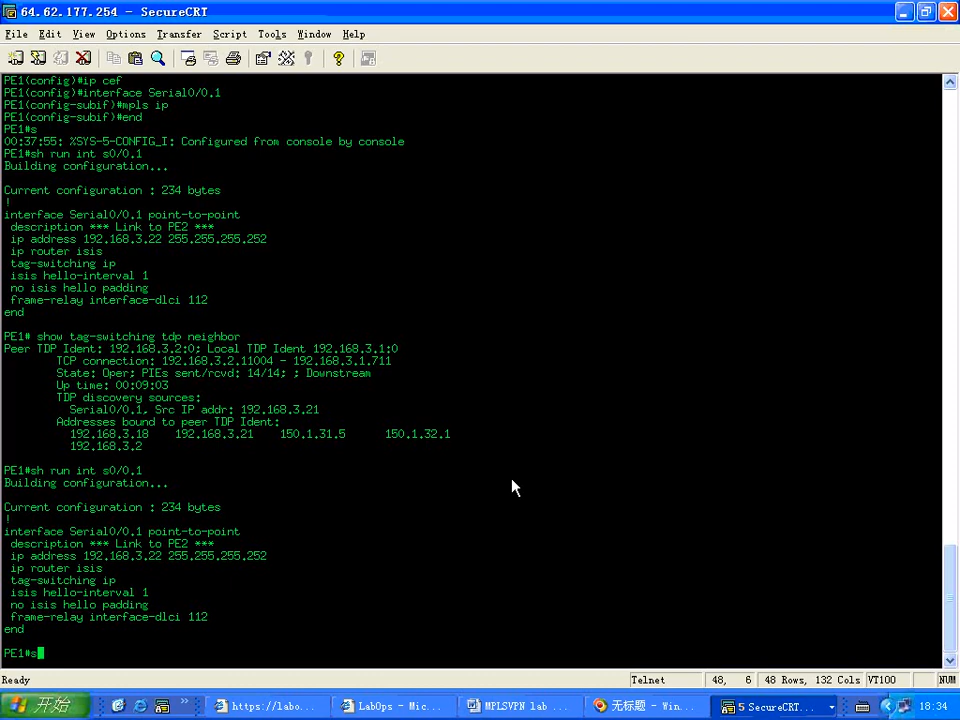 64.62.177.254 - SecureCRT
File Edit View Options Transfer Script Tools Window Help
PE1(config)#ip cef
PE1(config)#interface Serial0/0.1
PE1(config-subif)#mpls ip
PE1(config-subif)#end
PE1#s
00:37:55: %SYS-5-CONFIG_I: Configured from console by console
PE1#sh run int s0/0.1
Building configuration...
Current configuration : 234 bytes
!
interface Serial0/0.1 point-to-point
description *** Link to PE2 ***
ip address 192.168.3.22 255.255.255.252
ip router isis
tag-switching ip
isis hello-interval 1
no isis hello padding
frame-relay interface-dlci 112
end
PE1# show tag-switching tdp neighbor
Peer TDP Ident: 192.168.3.2:0; Local TDP Ident 192.168.3.1:0
TCP connection: 192.168.3.2.11004 - 192.168.3.1.711
State: Oper; PIEs sent/rcvd: 14/14; ; Downstream
Up time: 00:09:03
TDP discovery sources:
Serial0/0.1, Src IP addr: 192.168.3.21
Addresses bound to peer TDP Ident:
192.168.3.18 192.168.3.21 150.1.31.5 150.1.32.1
192.168.3.2
PE1#sh run int s0/0.1
Building configuration...
Current configuration : 234 bytes
!
interface Serial0/0.1 point-to-point
description *** Link to PE2 ***
ip address 192.168.3.22 255.255.255.252
ip router isis
tag-switching ip
isis hello-interval 1
no isis hello padding
frame-relay interface-dlci 112
end
PE1#s
Ready Telnet 48, 6 48 Rows, 132 Cols VT100 NUM
开始 https://labo... LabOps - Mic... MPLSVPN lab ... 无标题 - Win... 5 SecureCRT... 18:34